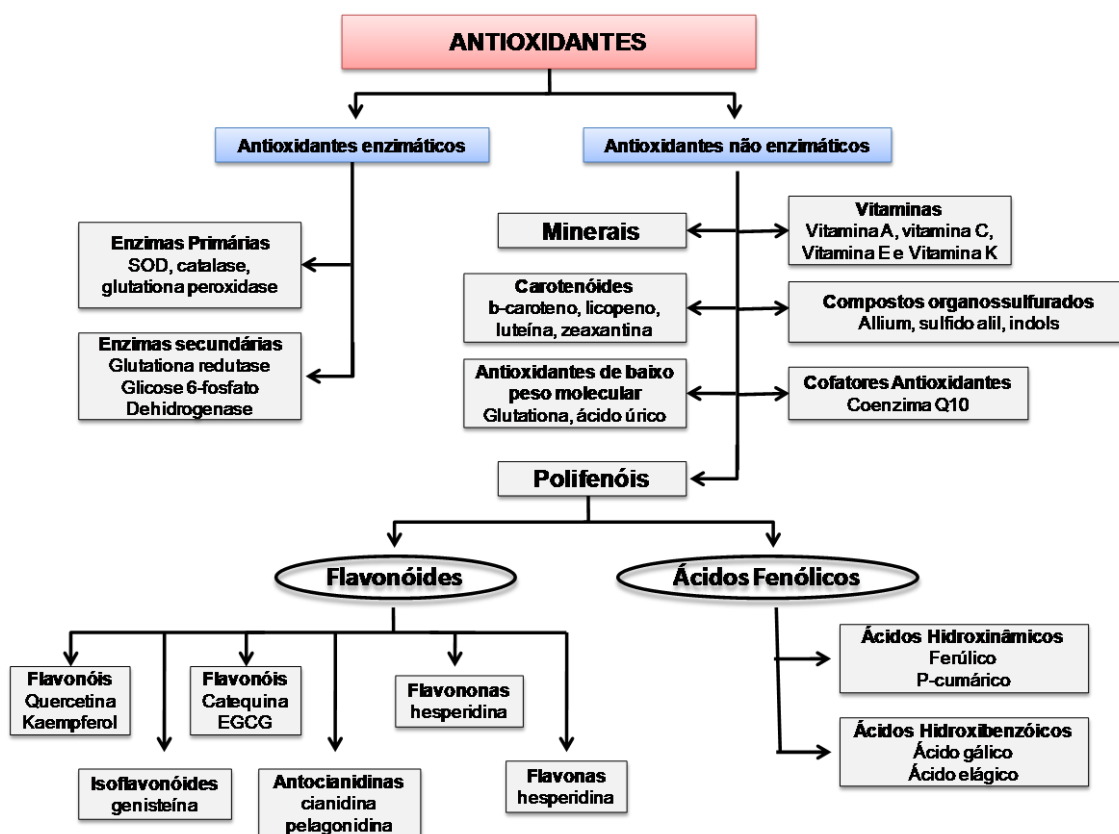 ANTIOXIDANTES
Antioxidantes enzimáticos
Antioxidantes não enzimáticos
Enzimas Primárias
SOD, catalase,
glutationa peroxidase
Enzimas secundárias
Glutationa redutase
Glicose 6-fosfato
Dehidrogenase
Minerais
Vitaminas
Vitamina A, vitamina C,
Vitamina E e Vitamina K
Carotenóides
b-caroteno, licopeno,
luteína, zeaxantina
Compostos organossulfurados
Allium, sulfido alil, indols
Antioxidantes de baixo
peso molecular
Glutationa, ácido úrico
Cofatores Antioxidantes
Coenzima Q10
Polifenóis
Flavonóides
Ácidos Fenólicos
Flavonóis
Quercetina
Kaempferol
Flavonóis
Catequina
EGCG
Flavononas
hesperidina
Isoflavonóides
genisteína
Antocianidinas
cianidina
pelagonidina
Flavonas
hesperidina
Ácidos Hidroxinâmicos
Ferúlico
P-cumárico
Ácidos Hidroxibenzóicos
Ácido gálico
Ácido elágico